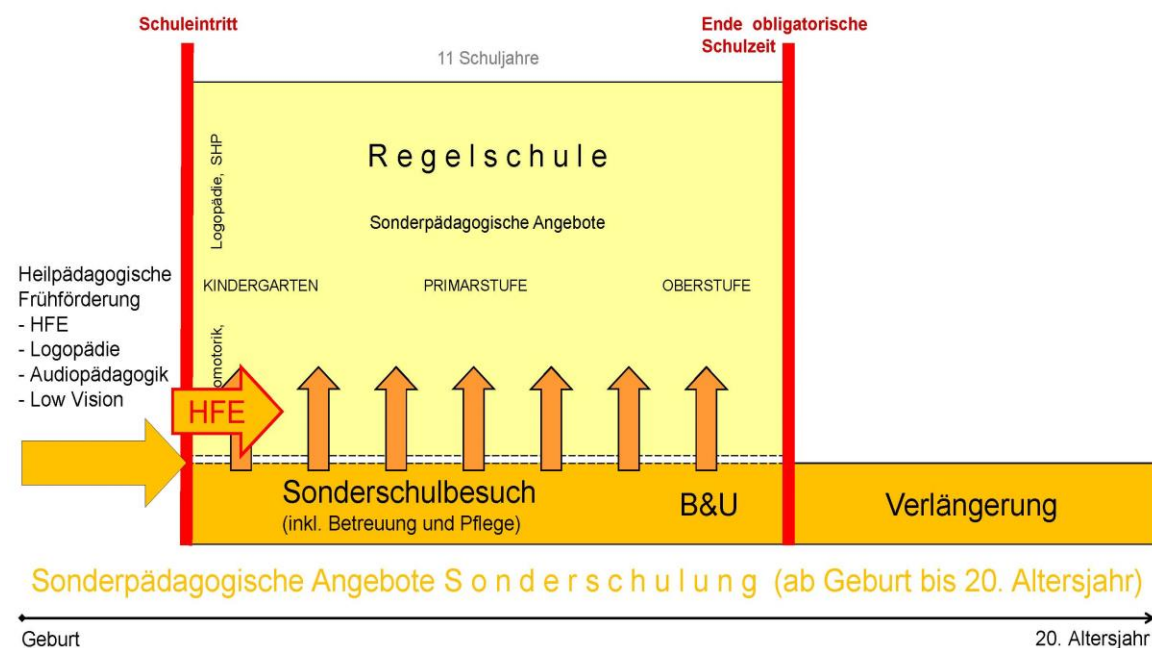 Schuleintritt
Ende obligatorische
Schulzeit
11 Schuljahre
Regelschule
Logopädie, SHP
Sonderpädagogische Angebote
Heilpädagogische
Frühförderung
- HFE
- Logopädie
- Audiopädagogik
- Low Vision
KINDERGARTEN
PRIMARSTUFE
OBERSTUFE
HFE
Sonderschulbesuch
(inkl. Betreuung und Pflege)
B&U
Verlängerung
Sonderpädagogische Angebote Sonderschulung (ab Geburt bis 20. Altersjahr)
Geburt
20. Altersjahr